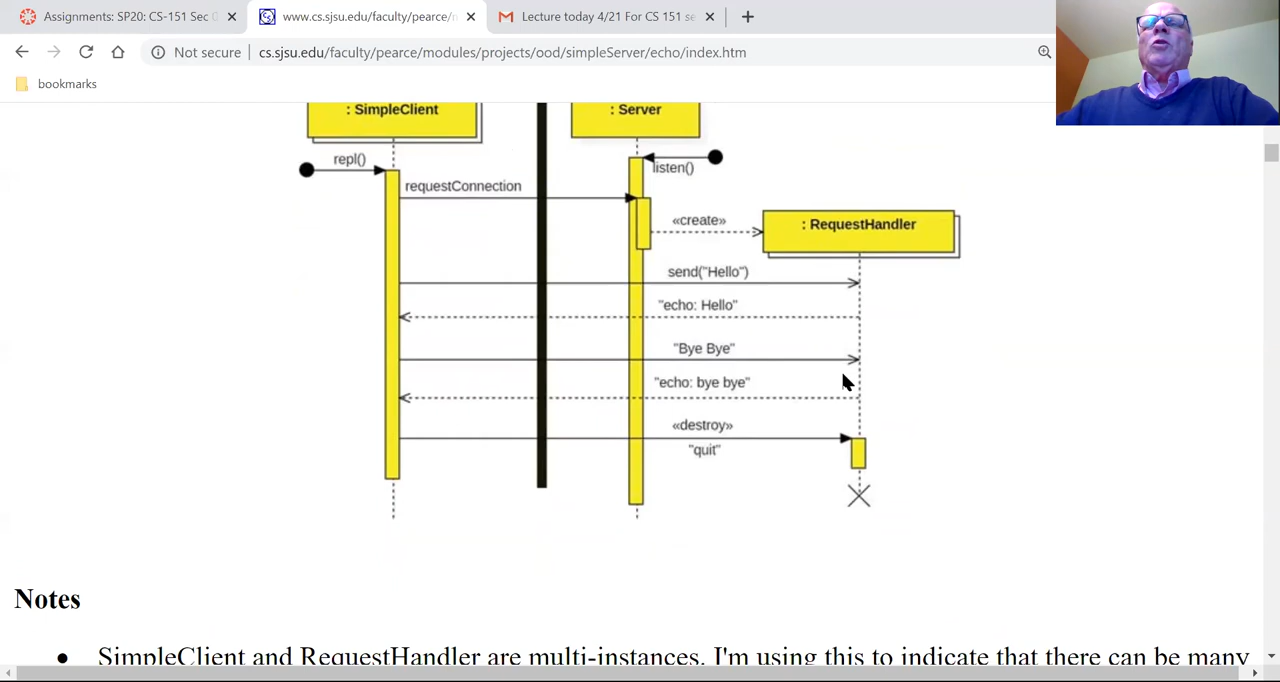 Assignments: SP20: CS-151 Sec
www.cs.sjsu.edu/faculty/pearce/
Lecture today 4/21 For CS 151 se
Not secure
cs.sjsu.edu/faculty/pearce/modules/projects/ood/simpleServer/echo/index.htm
bookmarks
: SimpleClient
: Server
repl()
listen()
requestConnection
«create»
: RequestHandler
send("Hello")
"echo: Hello"
"Bye Bye"
"echo: bye bye"
«destroy»
"quit"
Notes
• SimpleClient and RequestHandler are multi-instances. I'm using this to indicate that there can be many